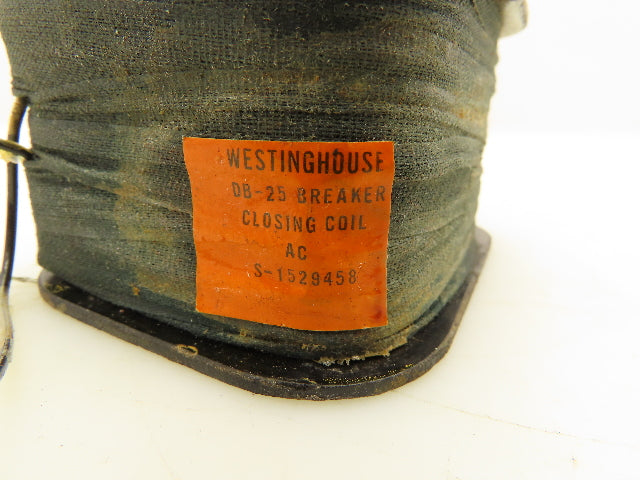 WESTINGHOUSE
DB-25 BREAKER
CLOSING COIL
AC
S-1529458